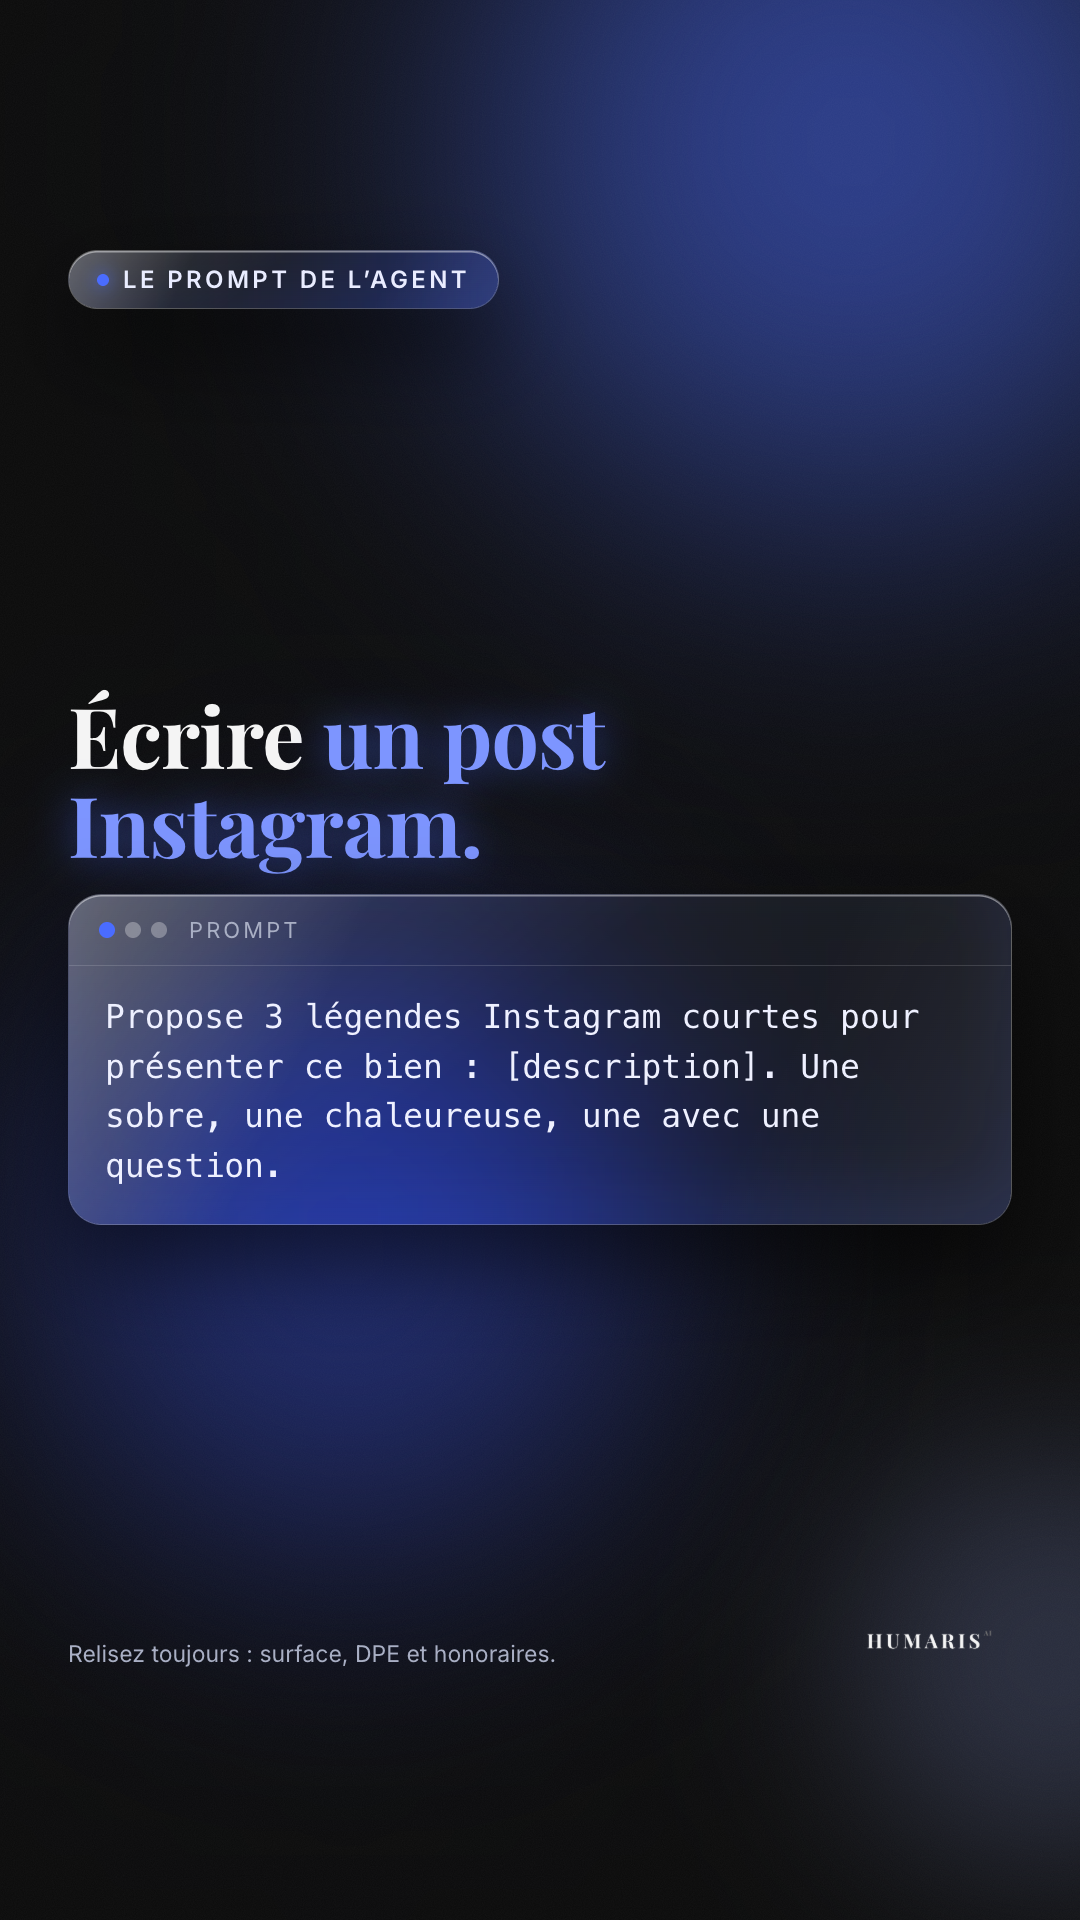 LE PROMPT DE L’AGENT
Écrire un post
Instagram.
PROMPT
Propose 3 légendes Instagram courtes pour
présenter ce bien : [description]. Une
sobre, une chaleureuse, une avec une
question.
Relisez toujours : surface, DPE et honoraires.
HUMARIS AI